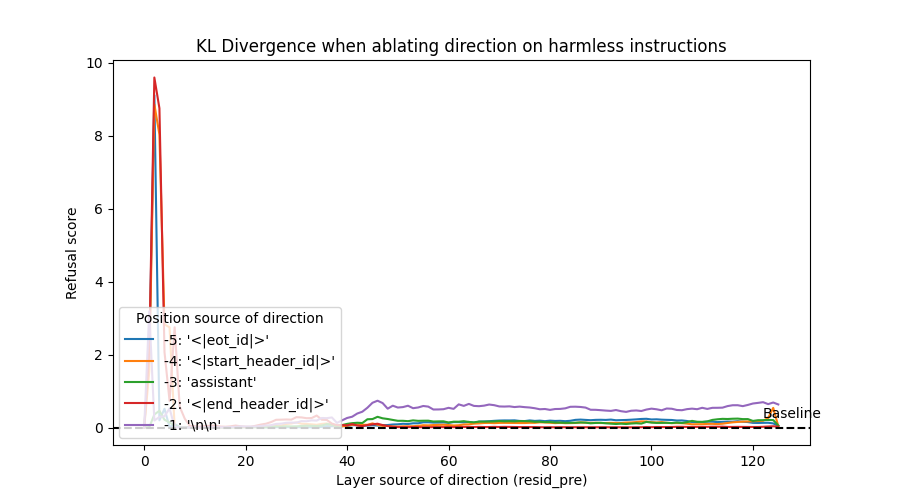 KL Divergence when ablating direction on harmless instructions
Refusal score
10
8
6
4
2
0
Position source of direction
-5: '<|eot_id|>'
-4: '<|start_header_id|>'
-3: 'assistant'
-2: '<|end_header_id|>'
-1: '\n\n'
Baseline
0 20 40 60 80 100 120
Layer source of direction (resid_pre)